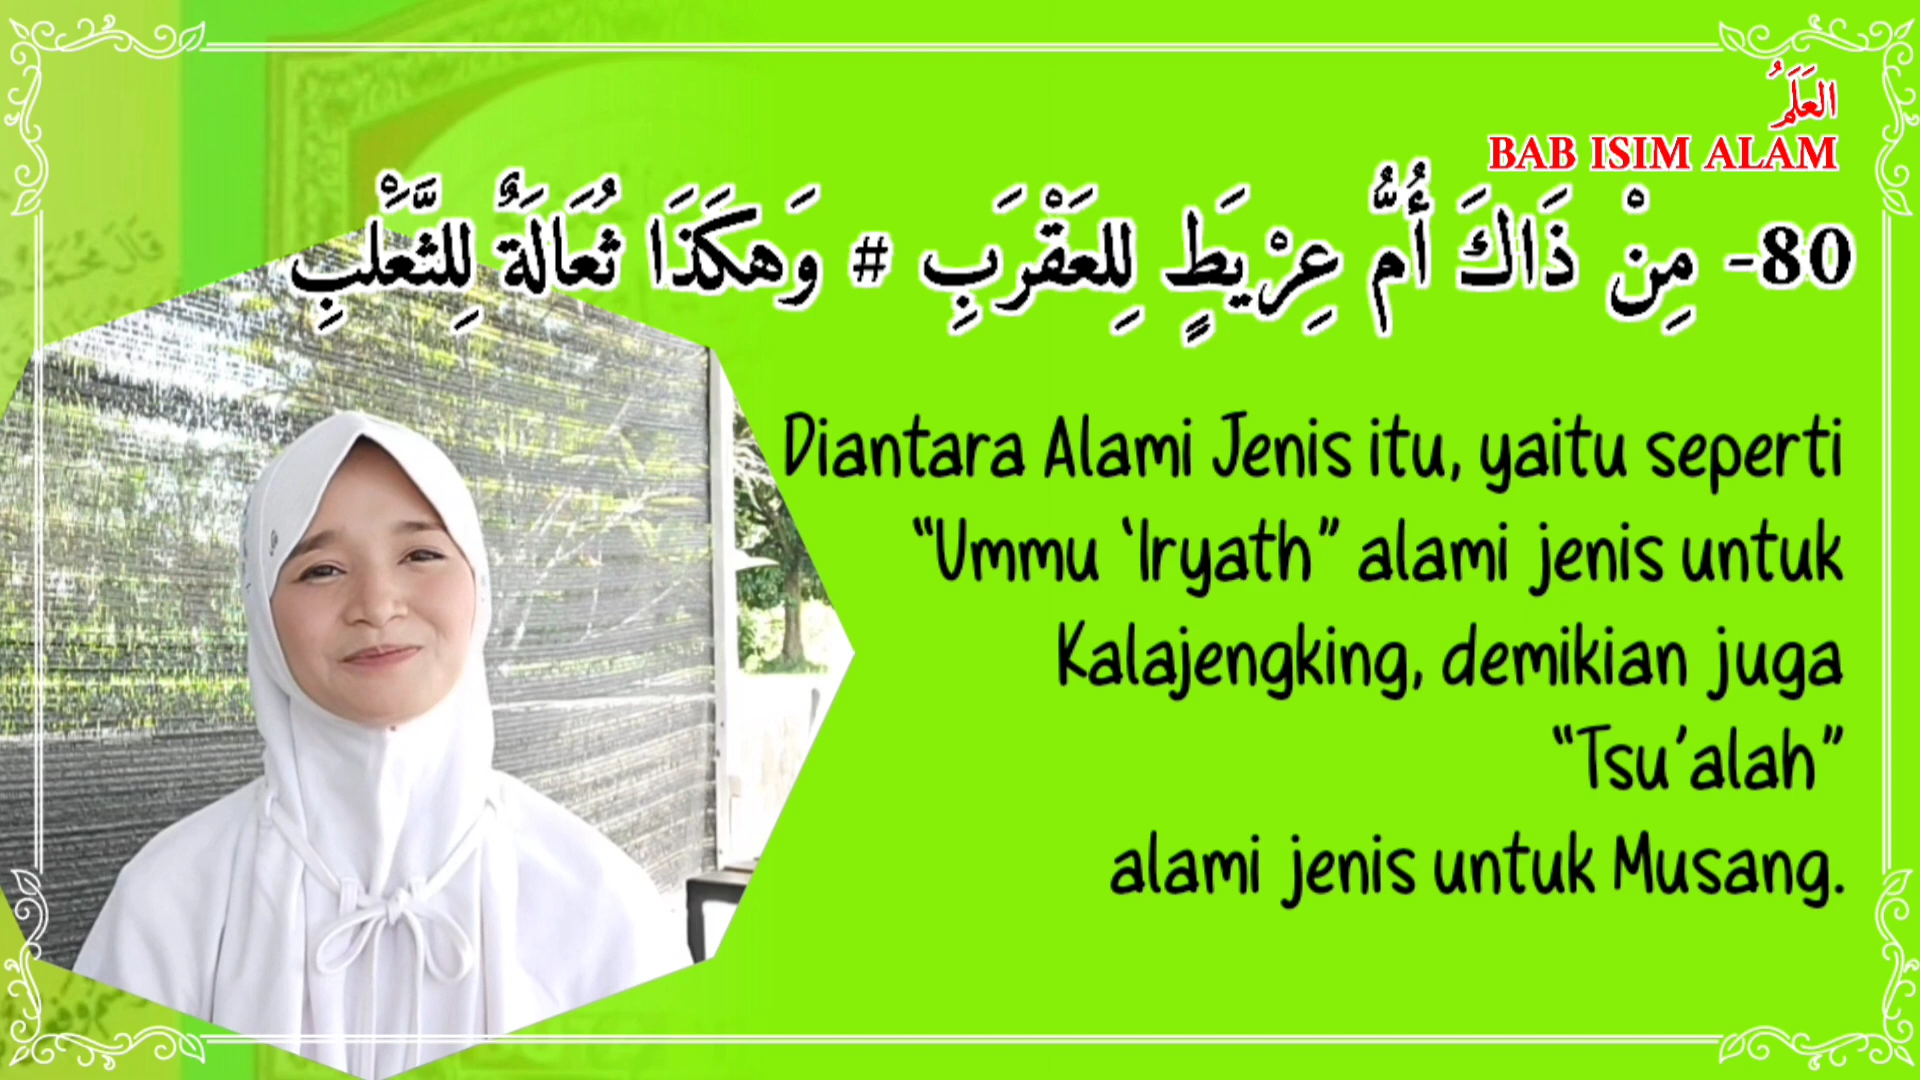 العَلَمُ
BAB ISIM ALAM
80- مِنْ ذَاكَ أُمُّ عِرْيَطٍ لِلعَقْرَبِ # وَهكَذَا ثُعَالَةٌ لِلثَّعْلَبِ
Diantara Alami Jenis itu, yaitu seperti
“Ummu ‘Iryath” alami jenis untuk
Kalajengking, demikian juga
“Tsu’alah”
alami jenis untuk Musang.